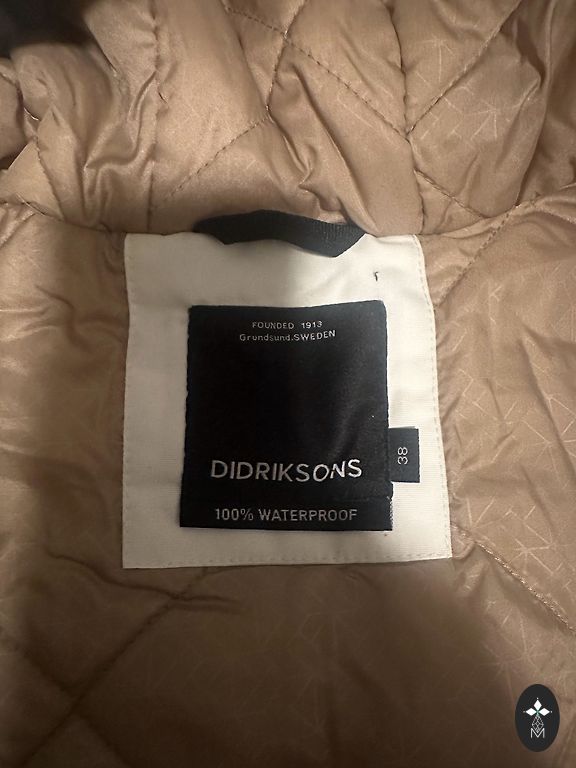 FOUNDED 1913
Grundsund.SWEDEN
DIDRIKSONS
38
100% WATERPROOF
M